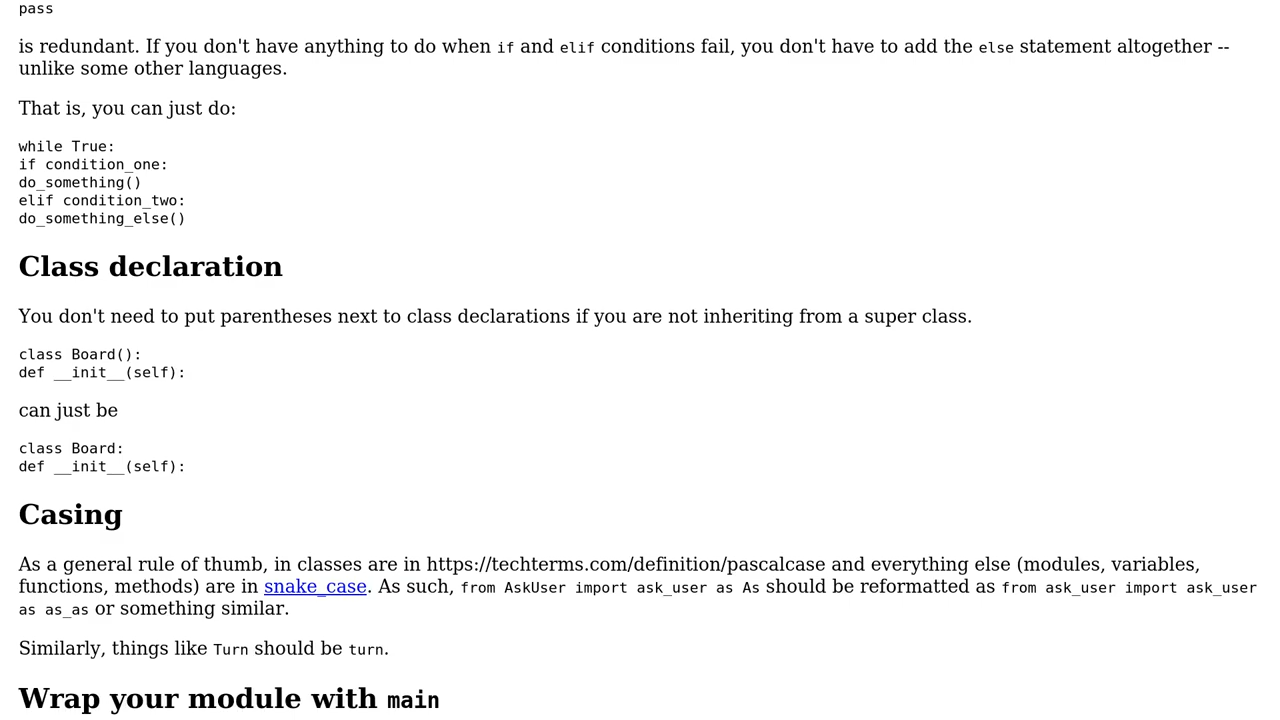 pass
is redundant. If you don't have anything to do when if and elif conditions fail, you don't have to add the else statement altogether --
unlike some other languages.
That is, you can just do:
while True:
if condition_one:
do_something()
elif condition_two:
do_something_else()
Class declaration
You don't need to put parentheses next to class declarations if you are not inheriting from a super class.
class Board():
def __init__(self):
can just be
class Board:
def __init__(self):
Casing
As a general rule of thumb, in classes are in https://techterms.com/definition/pascalcase and everything else (modules, variables,
functions, methods) are in snake_case. As such, from AskUser import ask_user as As should be reformatted as from ask_user import ask_user
as as_as or something similar.
Similarly, things like Turn should be turn.
Wrap your module with main